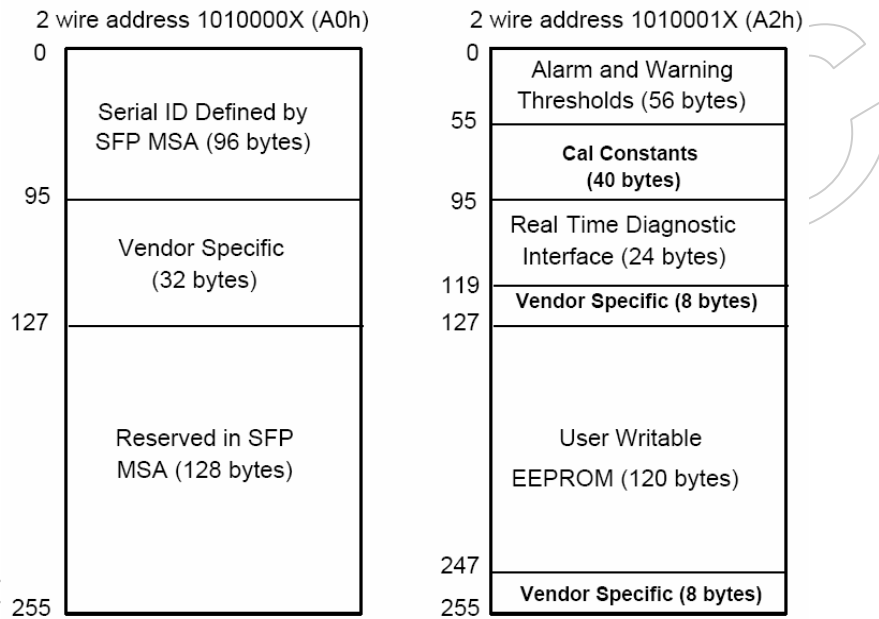 2 wire address 1010000X (A0h)
0
Serial ID Defined by
SFP MSA (96 bytes)
95
Vendor Specific
(32 bytes)
127
Reserved in SFP
MSA (128 bytes)
255
2 wire address 1010001X (A2h)
0
Alarm and Warning
Thresholds (56 bytes)
55
Cal Constants
(40 bytes)
95
Real Time Diagnostic
Interface (24 bytes)
119
Vendor Specific (8 bytes)
127
User Writable
EEPROM (120 bytes)
247
Vendor Specific (8 bytes)
255